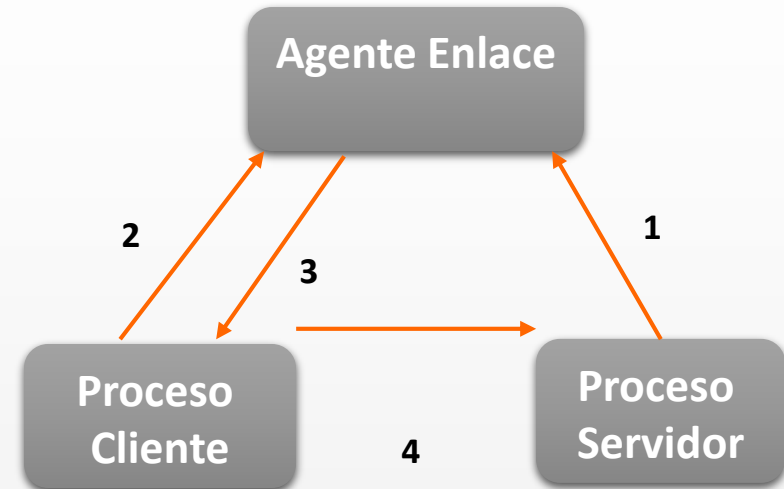 Agente Enlace
2
1
3
Proceso
Cliente
Proceso
Servidor
4